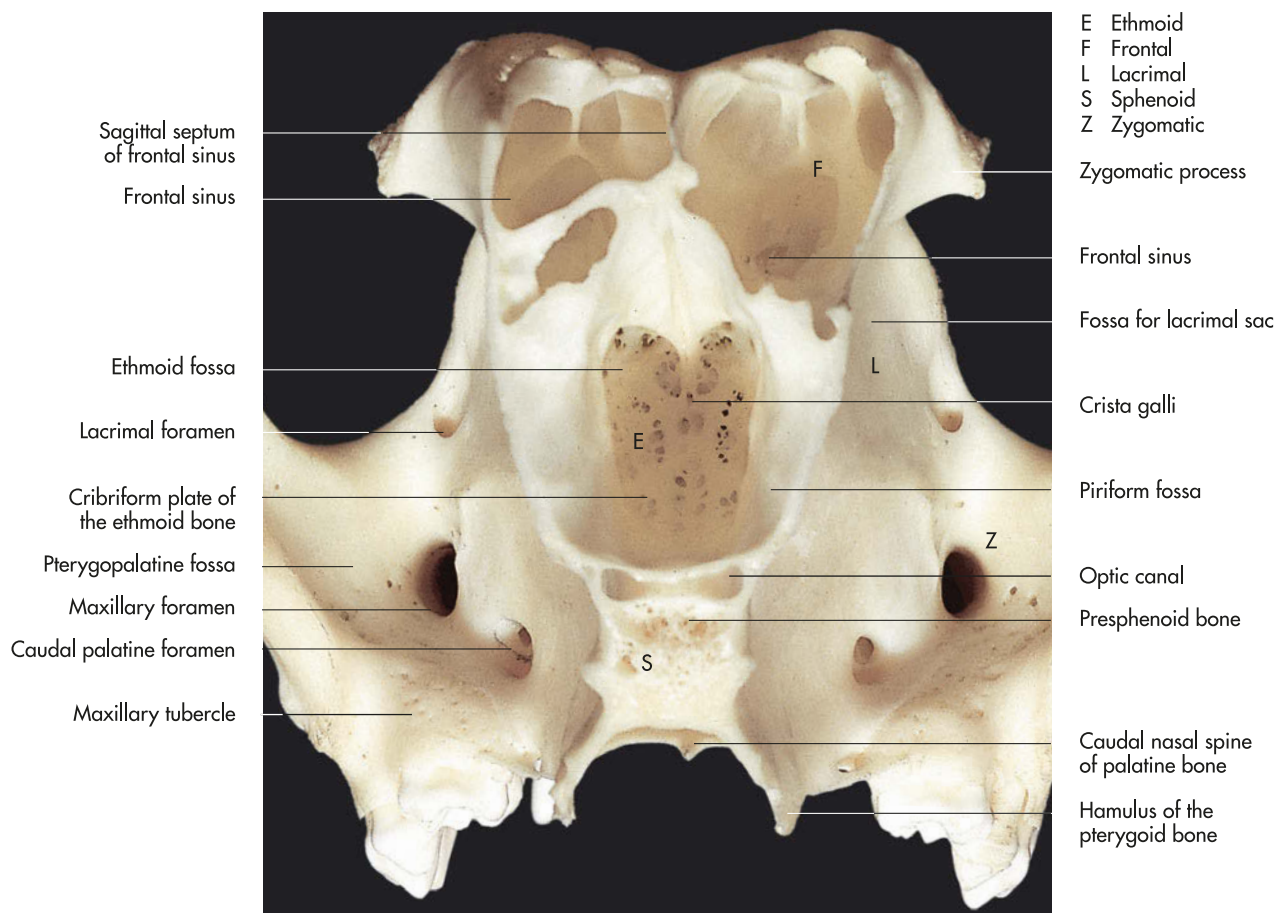 E Ethmoid
F Frontal
L Lacrimal
S Sphenoid
Z Zygomatic
Sagittal septum
of frontal sinus
Frontal sinus
Ethmoid fossa
Lacrimal foramen
Cribriform plate of
the ethmoid bone
Pterygopalatine fossa
Maxillary foramen
Caudal palatine foramen
Maxillary tubercle
Zygomatic process
Frontal sinus
Fossa for lacrimal sac
Crista galli
Piriform fossa
Optic canal
Presphenoid bone
Caudal nasal spine
of palatine bone
Hamulus of the
pterygoid bone
F
L
E
Z
S